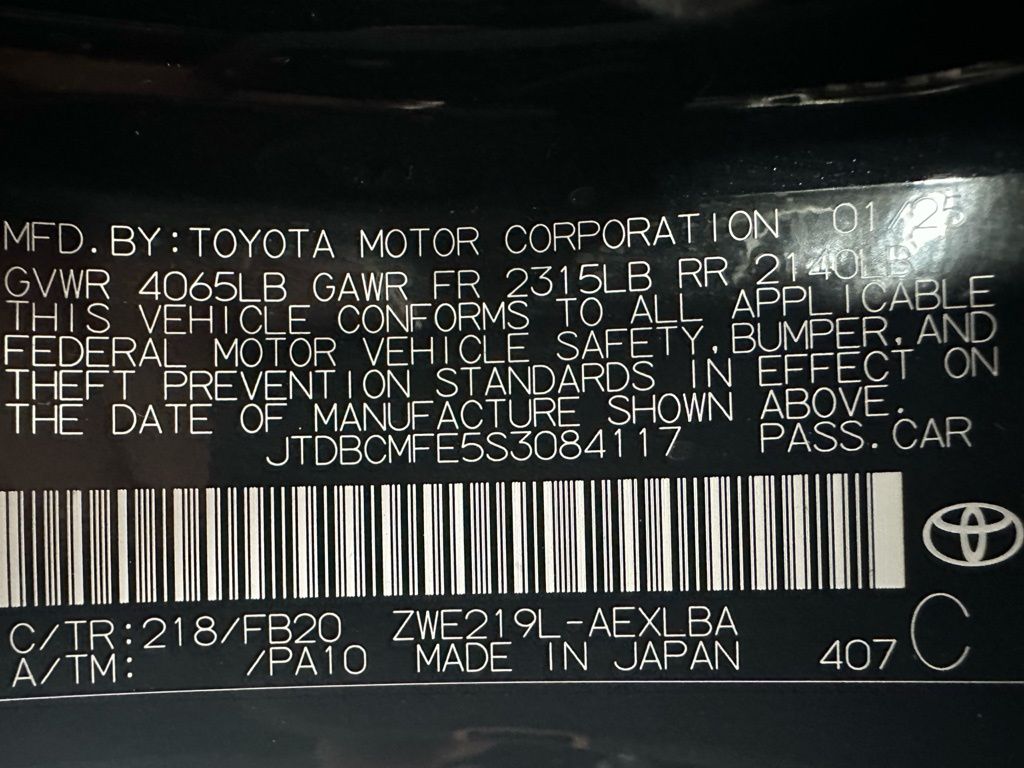 MFD. BY: TOYOTA MOTOR CORPORATION 01/25
GVWR 4065LB GAWR FR 2315LB RR 2140LB
THIS VEHICLE CONFORMS TO ALL APPLICABLE
FEDERAL MOTOR VEHICLE SAFETY, BUMPER, AND
THEFT PREVENTION STANDARDS IN EFFECT ON
THE DATE OF MANUFACTURE SHOWN ABOVE.
JTDBCMFE5S3084117 PASS. CAR
C/TR: 218/FB20 ZWE219L-AEXLBA
A/TM: /PA10 MADE IN JAPAN 407 C